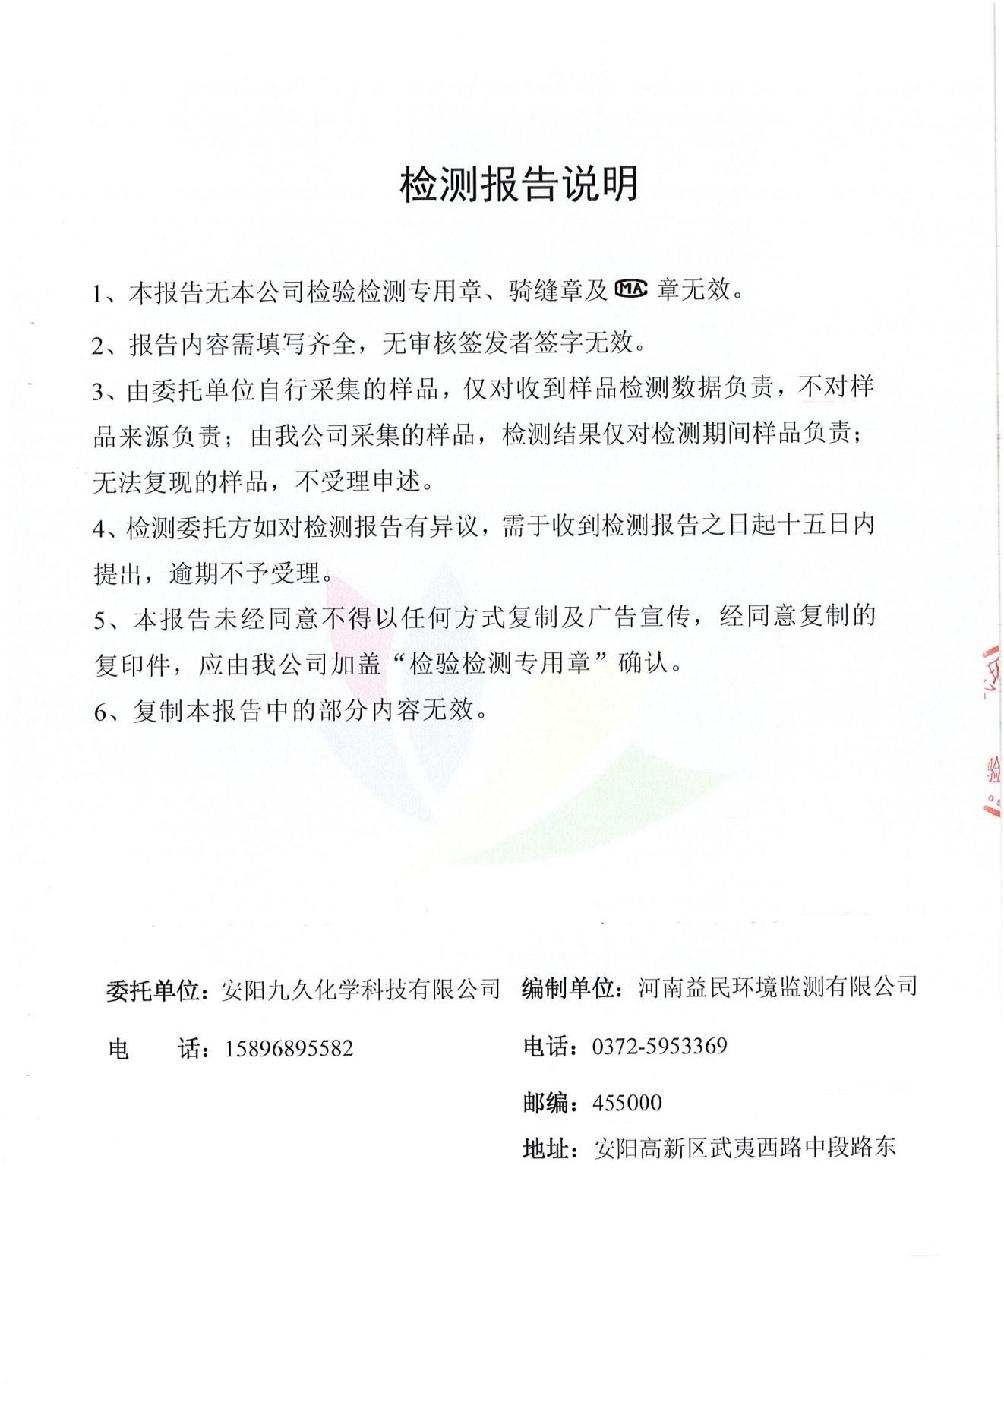 检测报告说明
1、本报告无本公司检验检测专用章、骑缝章及 MA 章无效。
2、报告内容需填写齐全，无审核签发者签字无效。
3、由委托单位自行采集的样品，仅对收到样品检测数据负责，不对样
品来源负责；由我公司采集的样品，检测结果仅对检测期间样品负责；
无法复现的样品，不受理申述。
4、检测委托方如对检测报告有异议，需于收到检测报告之日起十五日内
提出，逾期不予受理。
5、本报告未经同意不得以任何方式复制及广告宣传，经同意复制的
复印件，应由我公司加盖“检验检测专用章”确认。
6、复制本报告中的部分内容无效。
委托单位：安阳九久化学科技有限公司
电 话：15896895582
编制单位：河南益民环境监测有限公司
电话：0372-5953369
邮编：455000
地址：安阳高新区武夷西路中段路东
验